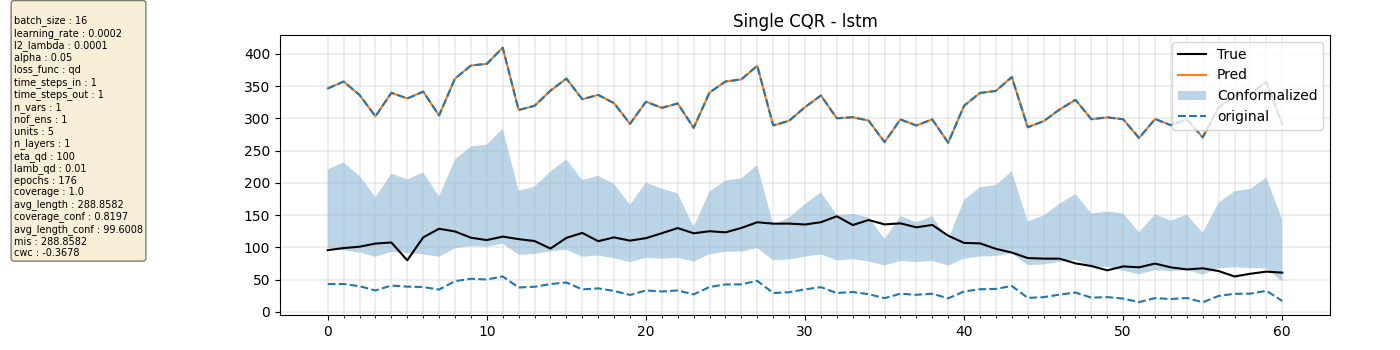 batch_size : 16
learning_rate : 0.0002
l2_lambda : 0.0001
alpha : 0.05
loss_func : qd
time_steps_in : 1
time_steps_out : 1
n_vars : 1
nof_ens : 1
units : 5
n_layers : 1
eta_qd : 100
lamb_qd : 0.01
epochs : 176
coverage : 1.0
avg_length : 288.8582
coverage_conf : 0.8197
avg_length_conf : 99.6008
mis : 288.8582
cwc : -0.3678
Single CQR - lstm
400
350
300
250
200
150
100
50
0
0 10 20 30 40 50 60
True
Pred
Conformalized
original